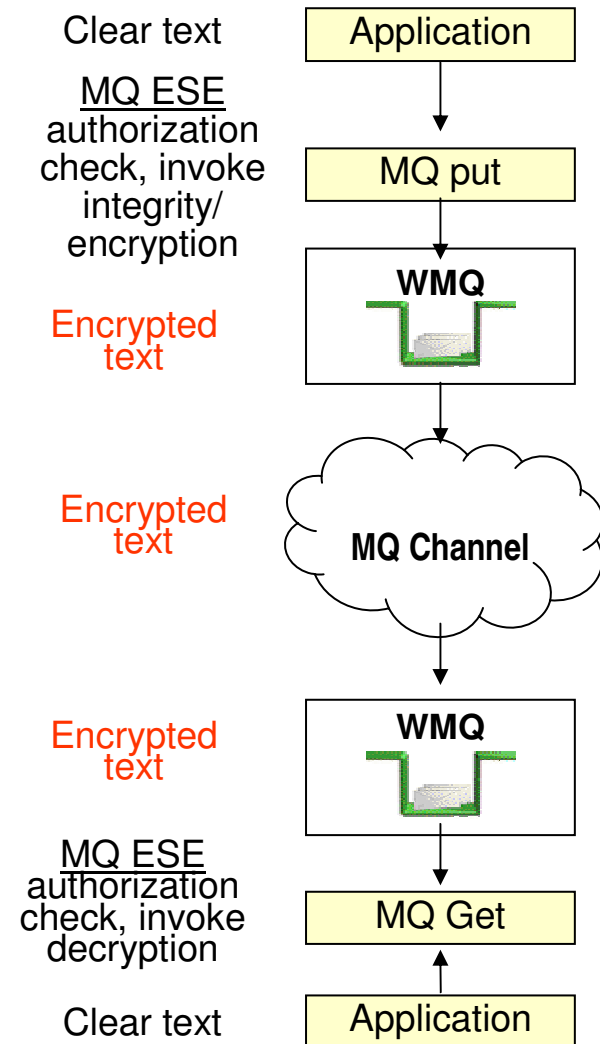 Clear text
Application
MQ ESE
authorization
check, invoke
integrity/
encryption
MQ put
WMQ
Encrypted
text
Encrypted
text
MQ Channel
WMQ
Encrypted
text
MQ ESE
authorization
check, invoke
decryption
MQ Get
Clear text
Application